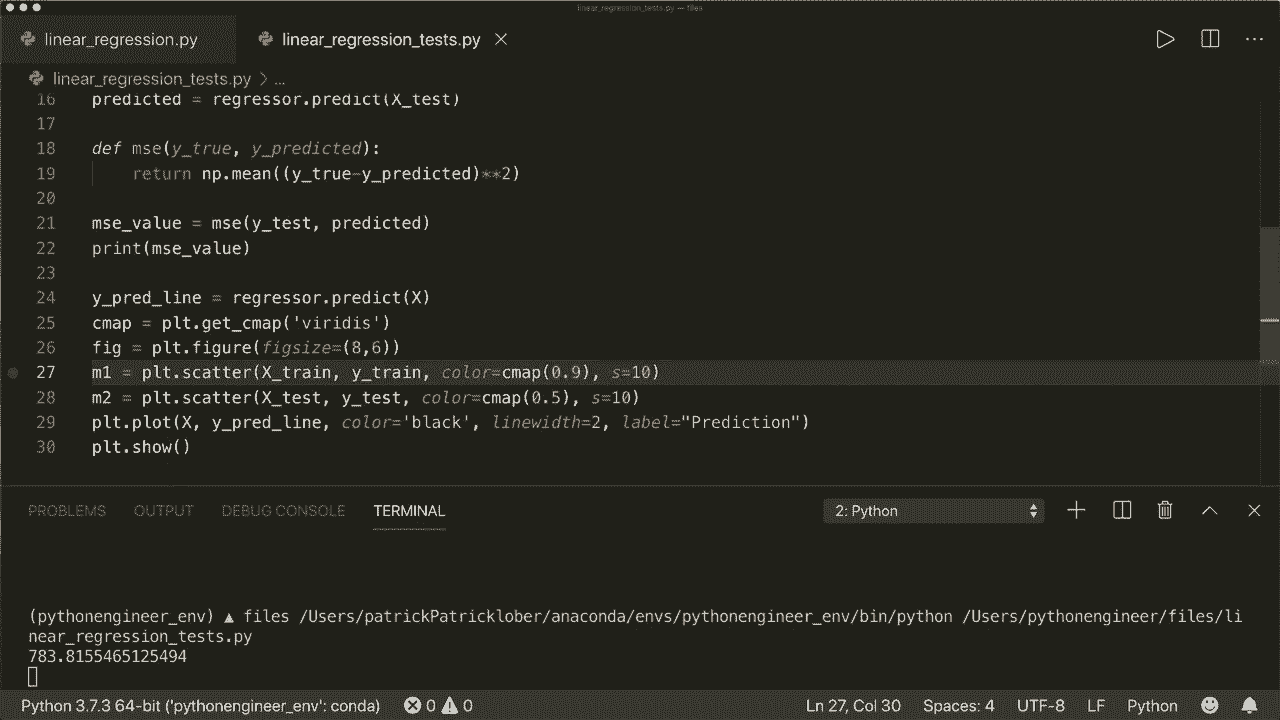 linear_regression_tests.py — files
linear_regression.py
linear_regression_tests.py
linear_regression_tests.py > ...
16 predicted = regressor.predict(X_test)
17
18 def mse(y_true, y_predicted):
19 return np.mean((y_true-y_predicted)**2)
20
21 mse_value = mse(y_test, predicted)
22 print(mse_value)
23
24 y_pred_line = regressor.predict(X)
25 cmap = plt.get_cmap('viridis')
26 fig = plt.figure(figsize=(8,6))
27 m1 = plt.scatter(X_train, y_train, color=cmap(0.9), s=10)
28 m2 = plt.scatter(X_test, y_test, color=cmap(0.5), s=10)
29 plt.plot(X, y_pred_line, color='black', linewidth=2, label="Prediction")
30 plt.show()
PROBLEMS OUTPUT DEBUG CONSOLE TERMINAL 2: Python
(pythonengineer_env) ▲ files /Users/patrickPatricklober/anaconda/envs/pythonengineer_env/bin/python /Users/pythonengineer/files/li
near_regression_tests.py
783.8155465125494
Python 3.7.3 64-bit ('pythonengineer_env': conda) 0 0 Ln 27, Col 30 Spaces: 4 UTF-8 LF Python